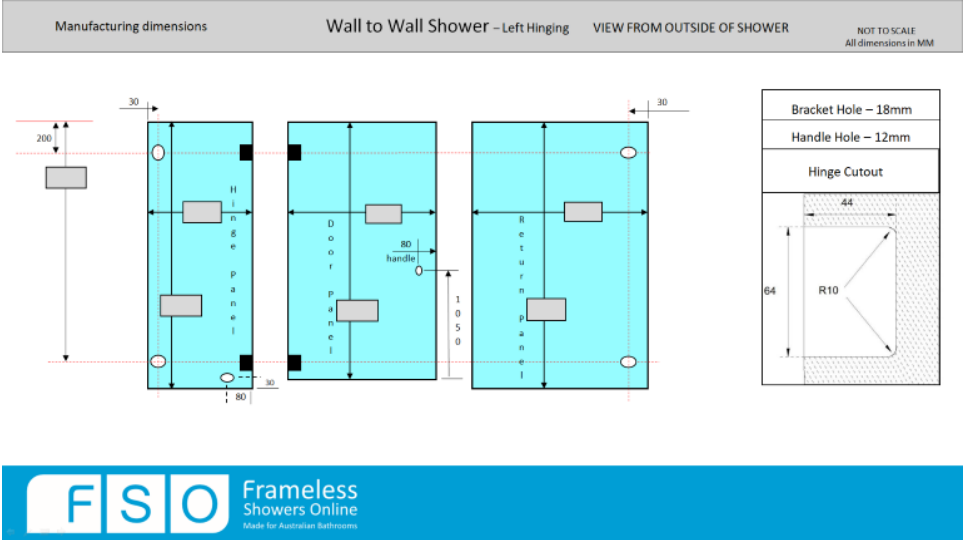 Manufacturing dimensions
Wall to Wall Shower – Left Hinging
VIEW FROM OUTSIDE OF SHOWER
NOT TO SCALE
All dimensions in MM
30
30
200
Hinge Panel
Door Panel
Return Panel
80
handle
1050
30
80
Bracket Hole – 18mm
Handle Hole – 12mm
Hinge Cutout
44
64
R10
FSO
Frameless
Showers Online
Made for Australian Bathrooms